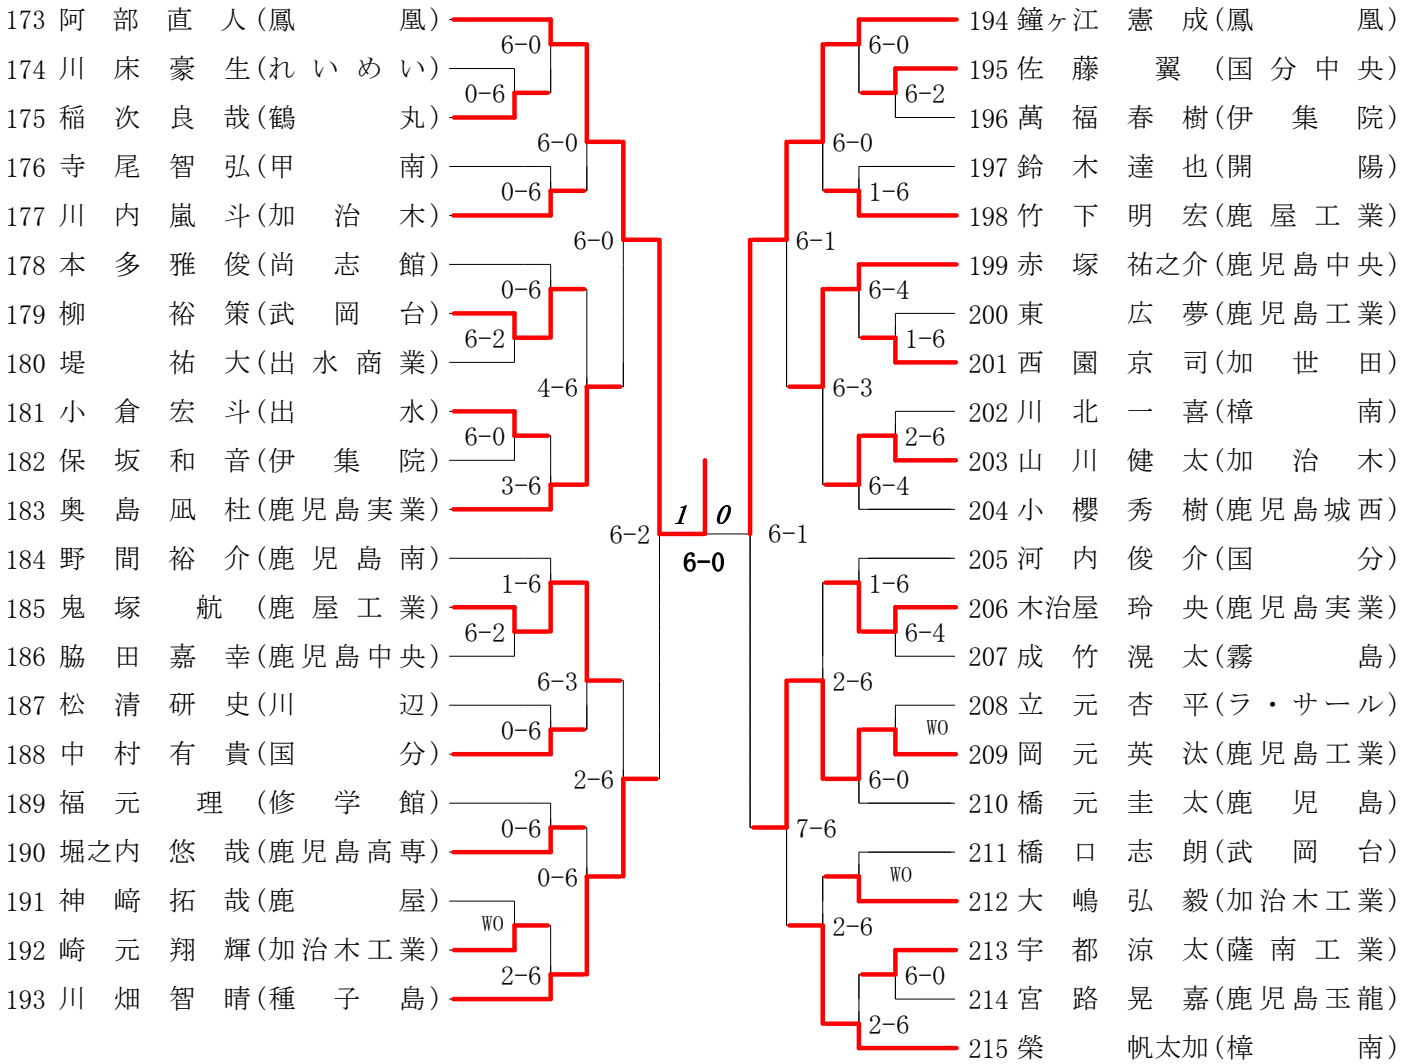 173 阿部直人(鳳凰)
174 川床豪生(れいめい)
175 稲次良哉(鶴丸)
176 寺尾智弘(甲南)
177 川内嵐斗(加治木)
178 本多雅俊(尚志館)
179 柳裕策(武岡台)
180 堤祐大(出水商業)
181 小倉宏斗(出水)
182 保坂和音(伊集院)
183 奥島凪杜(鹿児島実業)
184 野間裕介(鹿児島南)
185 鬼塚航(鹿屋工業)
186 脇田嘉幸(鹿児島中央)
187 松清研史(川辺)
188 中村有貴(国分)
189 福元理(修学館)
190 堀之内悠哉(鹿児島高専)
191 神﨑拓哉(鹿屋)
192 崎元翔輝(加治木工業)
193 川畑智晴(種子島)
6-0
0-6
6-0
0-6
6-0
0-6
6-2
4-6
6-0
3-6
6-2
1-6
6-2
6-3
0-6
2-6
0-6
0-6
WO
2-6
1 0
6-0
6-0
6-2
6-0
1-6
6-1
6-4
1-6
6-3
2-6
6-4
6-1
1-6
6-4
2-6
WO
6-0
7-6
WO
2-6
6-0
2-6
194 鐘ヶ江憲成(鳳凰)
195 佐藤翼(国分中央)
196 萬福春樹(伊集院)
197 鈴木達也(開陽)
198 竹下明宏(鹿屋工業)
199 赤塚祐之介(鹿児島中央)
200 東広夢(鹿児島工業)
201 西園京司(加世田)
202 川北一喜(樟南)
203 山川健太(加治木)
204 小櫻秀樹(鹿児島城西)
205 河内俊介(国分)
206 木治屋玲央(鹿児島実業)
207 成竹滉太(霧島)
208 立元杏平(ラ・サール)
209 岡元英汰(鹿児島工業)
210 橋元圭太(鹿児島)
211 橋口志朗(武岡台)
212 大嶋弘毅(加治木工業)
213 宇都涼太(薩南工業)
214 宮路晃嘉(鹿児島玉龍)
215 榮帆太加(樟南)